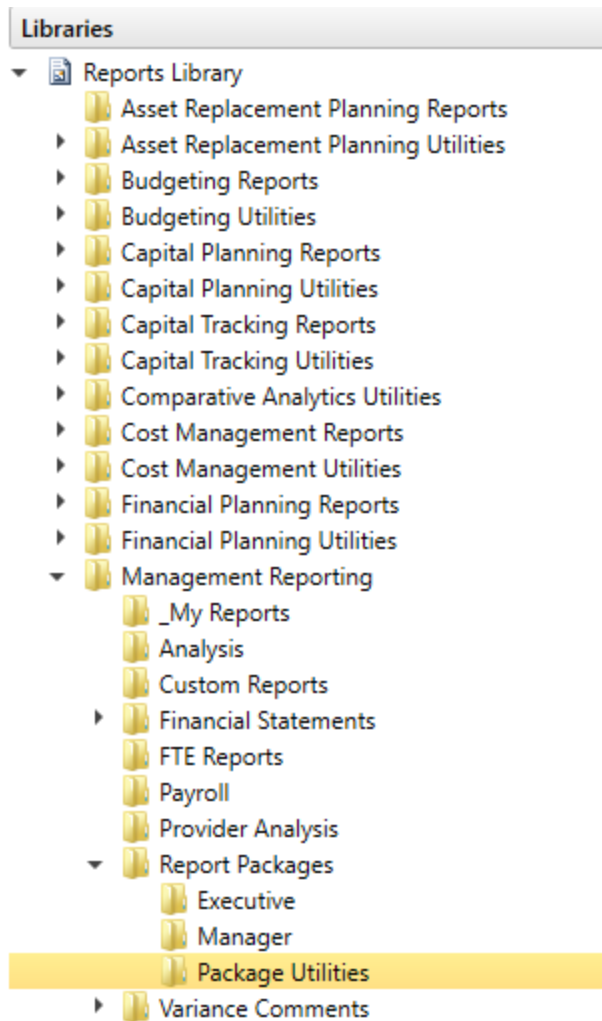 Libraries
Reports Library
Asset Replacement Planning Reports
Asset Replacement Planning Utilities
Budgeting Reports
Budgeting Utilities
Capital Planning Reports
Capital Planning Utilities
Capital Tracking Reports
Capital Tracking Utilities
Comparative Analytics Utilities
Cost Management Reports
Cost Management Utilities
Financial Planning Reports
Financial Planning Utilities
Management Reporting
_My Reports
Analysis
Custom Reports
Financial Statements
FTE Reports
Payroll
Provider Analysis
Report Packages
Executive
Manager
Package Utilities
Variance Comments